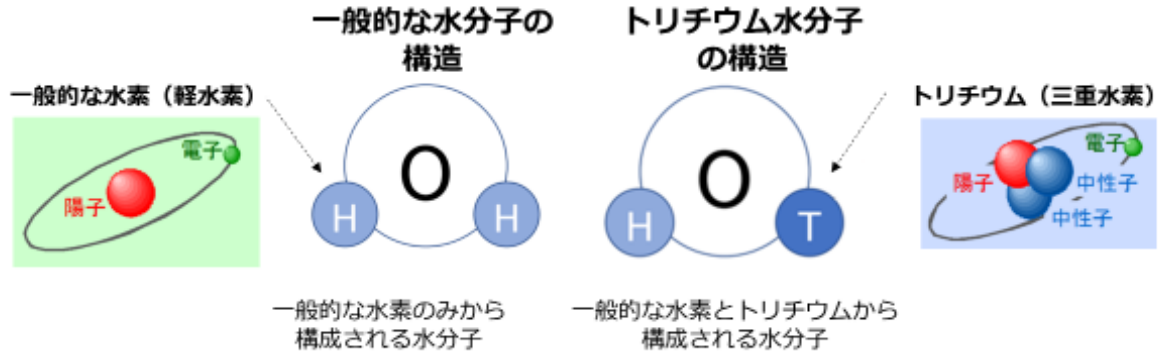 一般的な水分子の
構造
トリチウム水分子
の構造
一般的な水素（軽水素）
トリチウム（三重水素）
電子
陽子
O
H
H
O
H
T
電子
陽子
中性子
中性子
一般的な水素のみから
構成される水分子
一般的な水素とトリチウムから
構成される水分子